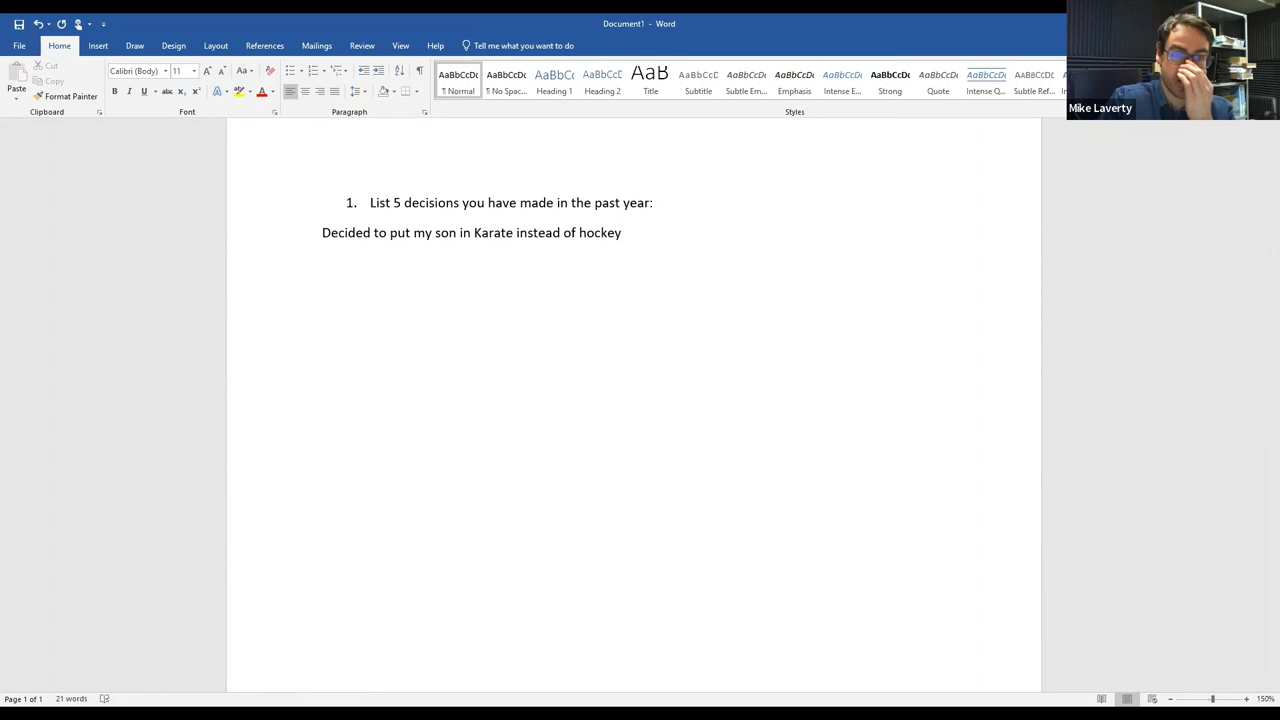 Document1 - Word
File Home Insert Draw Design Layout References Mailings Review View Help Tell me what you want to do
Paste
Cut
Copy
Format Painter
Clipboard
Calibri (Body) 11
Font
Paragraph
AaBbCcDc AaBbCcDc AaBbCc AaBbCcD AaB AaBbCcD AaBbCcDc AaBbCcDc AaBbCcDc AaBbCcDc AaBbCcDc AaBbCcDc AaBbCcDc
¶ Normal ¶ No Spac... Heading 1 Heading 2 Title Subtitle Subtle Em... Emphasis Intense E... Strong Quote Intense Q... Subtle Ref...
Styles
Mike Laverty
1. List 5 decisions you have made in the past year:
Decided to put my son in Karate instead of hockey
Page 1 of 1 21 words
150%